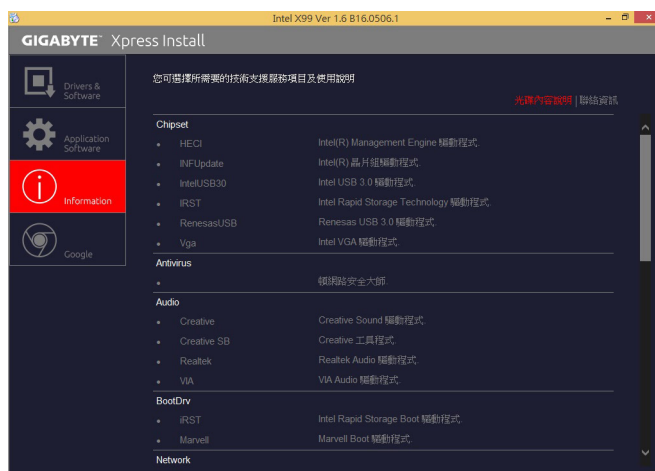 Intel X99 Ver 1.6 B16.0506.1
GIGABYTE™ Xpress Install
Drivers & Software
Application Software
Information
Google
您可選擇所需要的技術支援服務項目及使用說明
光碟內容說明 | 聯絡資訊
Chipset
HECI Intel(R) Management Engine 驅動程式.
INFUpdate Intel(R) 晶片組驅動程式.
IntelUSB30 Intel USB 3.0 驅動程式.
IRST Intel Rapid Storage Technology 驅動程式.
RenesasUSB Renesas USB 3.0 驅動程式.
Vga Intel VGA 驅動程式.
Antivirus
網路安全大師.
Audio
Creative Creative Sound 驅動程式.
Creative SB Creative 工具程式.
Realtek Realtek Audio 驅動程式.
VIA VIA Audio 驅動程式.
BootDrv
iRST Intel Rapid Storage Boot 驅動程式.
Marvell Marvell Boot 驅動程式.
Network